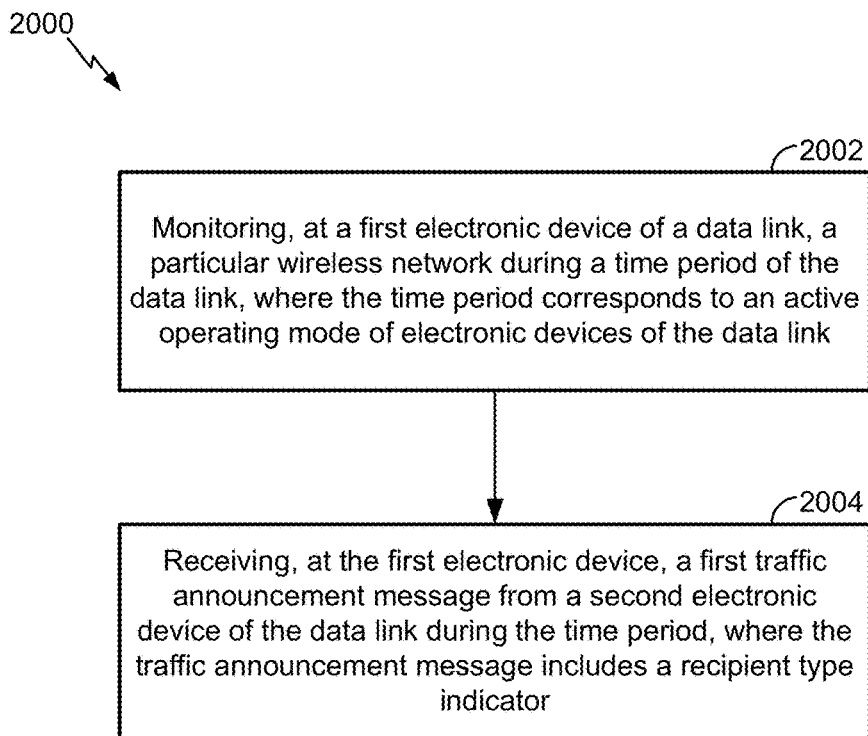 2000
2002
Monitoring, at a first electronic device of a data link, a
particular wireless network during a time period of the
data link, where the time period corresponds to an active
operating mode of electronic devices of the data link
2004
Receiving, at the first electronic device, a first traffic
announcement message from a second electronic
device of the data link during the time period, where the
traffic announcement message includes a recipient type
indicator